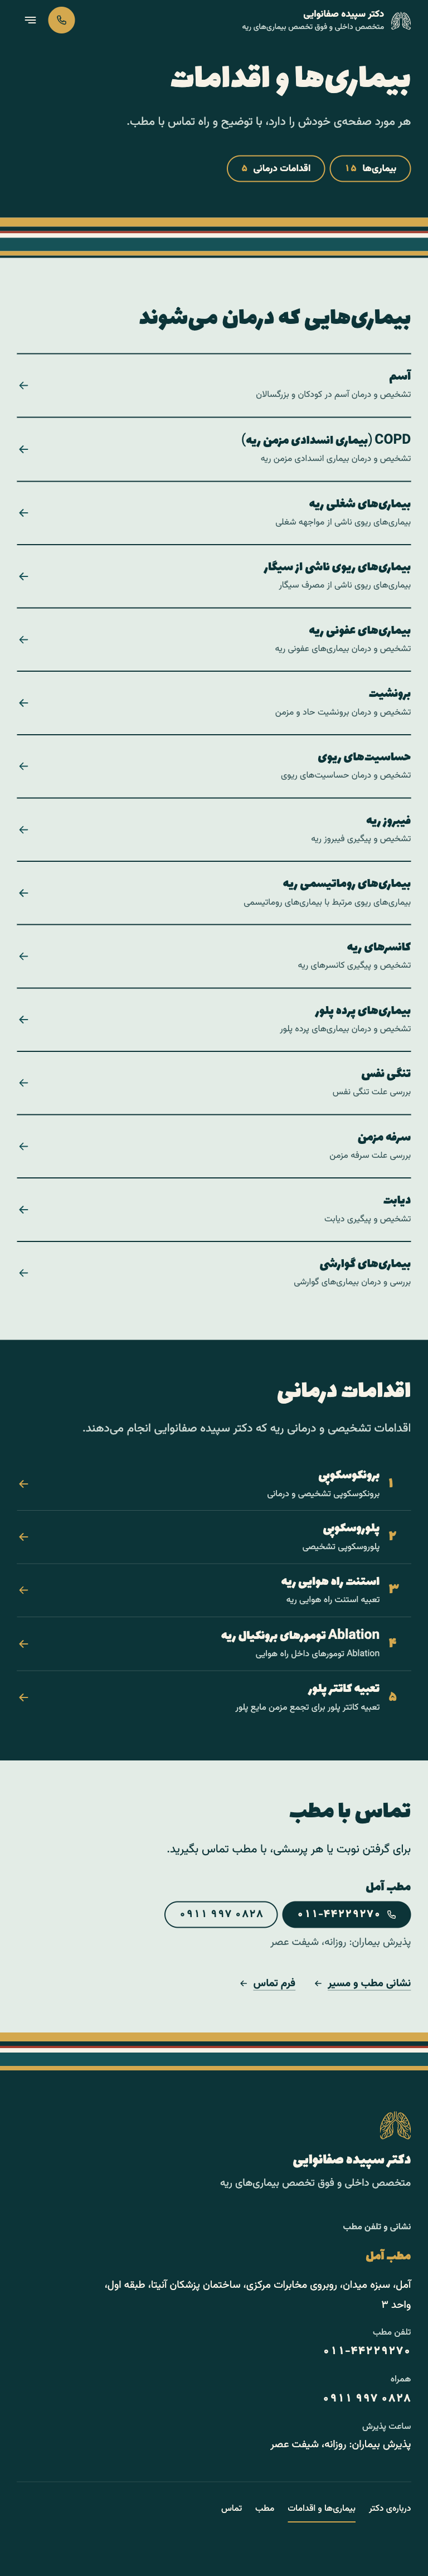 دکتر سپیده صفانوایی
متخصص داخلی و فوق تخصص بیماری‌های ریه
بیماری‌ها و اقدامات
هر مورد صفحه‌ی خودش را دارد، با توضیح و راه تماس با مطب.
بیماری‌ها ۱۵
اقدامات درمانی ۵
بیماری‌هایی که درمان می‌شوند
آسم
تشخیص و درمان آسم در کودکان و بزرگسالان
COPD (بیماری انسدادی مزمن ریه)
تشخیص و درمان بیماری انسدادی مزمن ریه
بیماری‌های شغلی ریه
بیماری‌های ریوی ناشی از مواجهه شغلی
بیماری‌های ریوی ناشی از سیگار
بیماری‌های ریوی ناشی از مصرف سیگار
بیماری‌های عفونی ریه
تشخیص و درمان بیماری‌های عفونی ریه
برونشیت
تشخیص و درمان برونشیت حاد و مزمن
حساسیت‌های ریوی
تشخیص و درمان حساسیت‌های ریوی
فیبروز ریه
تشخیص و پیگیری فیبروز ریه
بیماری‌های روماتیسمی ریه
بیماری‌های ریوی مرتبط با بیماری‌های روماتیسمی
کانسرهای ریه
تشخیص و پیگیری کانسرهای ریه
بیماری‌های پرده پلور
تشخیص و درمان بیماری‌های پرده پلور
تنگی نفس
بررسی علت تنگی نفس
سرفه مزمن
بررسی علت سرفه مزمن
دیابت
تشخیص و پیگیری دیابت
بیماری‌های گوارشی
بررسی و درمان بیماری‌های گوارشی
اقدامات درمانی
اقدامات تشخیصی و درمانی ریه که دکتر سپیده صفانوایی انجام می‌دهند.
۱ برونکوسکوپی
برونکوسکوپی تشخیصی و درمانی
۲ پلوروسکوپی
پلوروسکوپی تشخیصی
۳ استنت راه هوایی ریه
تعبیه استنت راه هوایی ریه
۴ Ablation تومورهای برونکیال ریه
Ablation تومورهای داخل راه هوایی
۵ تعبیه کاتتر پلور
تعبیه کاتتر پلور برای تجمع مزمن مایع پلور
تماس با مطب
برای گرفتن نوبت یا هر پرسشی، با مطب تماس بگیرید.
مطب آمل
۰۱۱-۴۴۲۲۹۲۷۰
۰۹۱۱ ۹۹۷ ۰۸۲۸
پذیرش بیماران: روزانه، شیفت عصر
نشانی مطب و مسیر
فرم تماس
دکتر سپیده صفانوایی
متخصص داخلی و فوق تخصص بیماری‌های ریه
نشانی و تلفن مطب
مطب آمل
آمل، سبزه میدان، روبروی مخابرات مرکزی، ساختمان پزشکان آنیتا، طبقه اول،
واحد ۳
تلفن مطب
۰۱۱-۴۴۲۲۹۲۷۰
همراه
۰۹۱۱ ۹۹۷ ۰۸۲۸
ساعت پذیرش
پذیرش بیماران: روزانه، شیفت عصر
درباره‌ی دکتر
بیماری‌ها و اقدامات
مطب
تماس